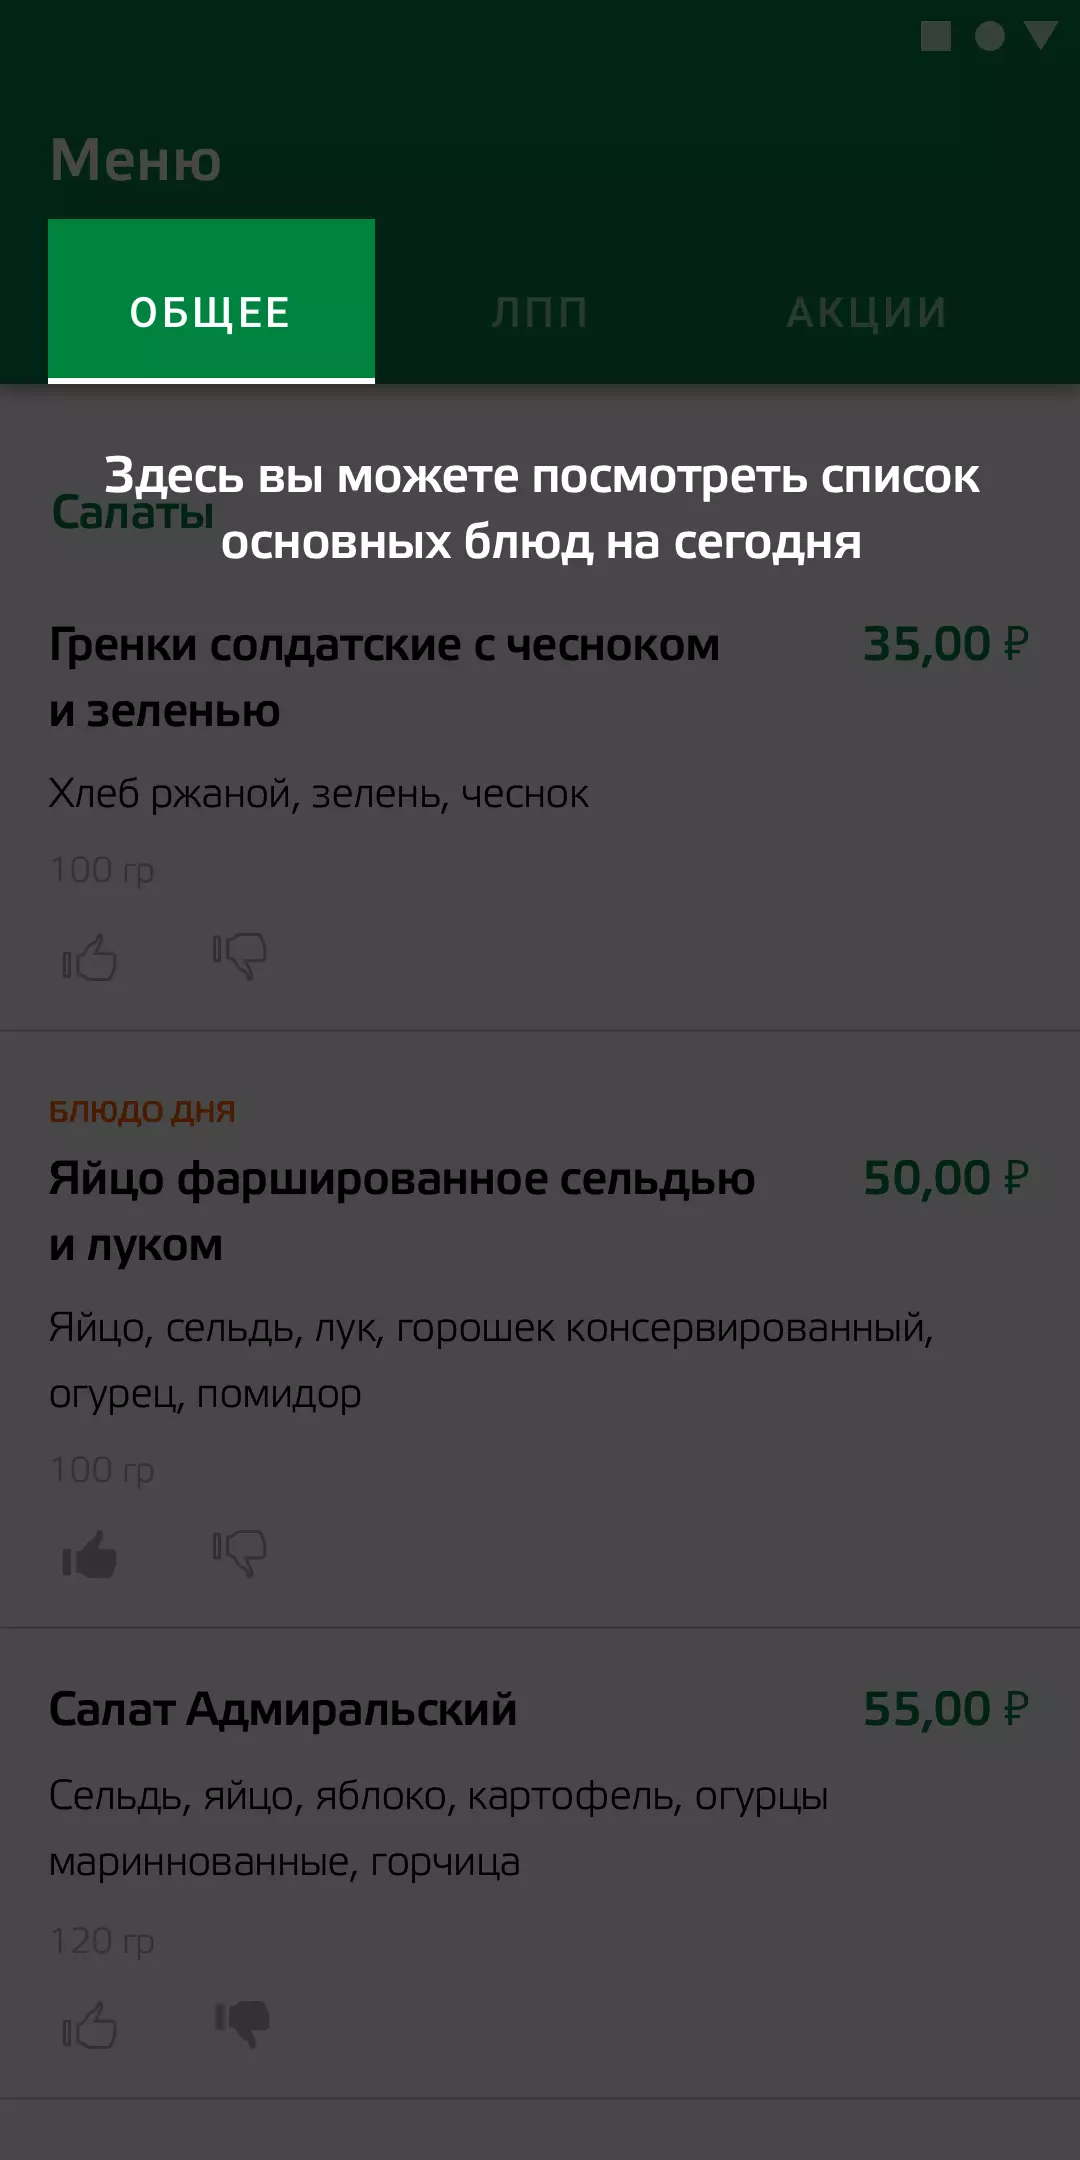 Меню
ОБЩЕЕ ЛПП АКЦИИ
Здесь вы можете посмотреть список
Салаты
основных блюд на сегодня
Гренки солдатские с чесноком 35,00 ₽
и зеленью
Хлеб ржаной, зелень, чеснок
100 гр
БЛЮДО ДНЯ
Яйцо фаршированное сельдью 50,00 ₽
и луком
Яйцо, сельдь, лук, горошек консервированный,
огурец, помидор
100 гр
Салат Адмиральский 55,00 ₽
Сельдь, яйцо, яблоко, картофель, огурцы
мариннованные, горчица
120 гр